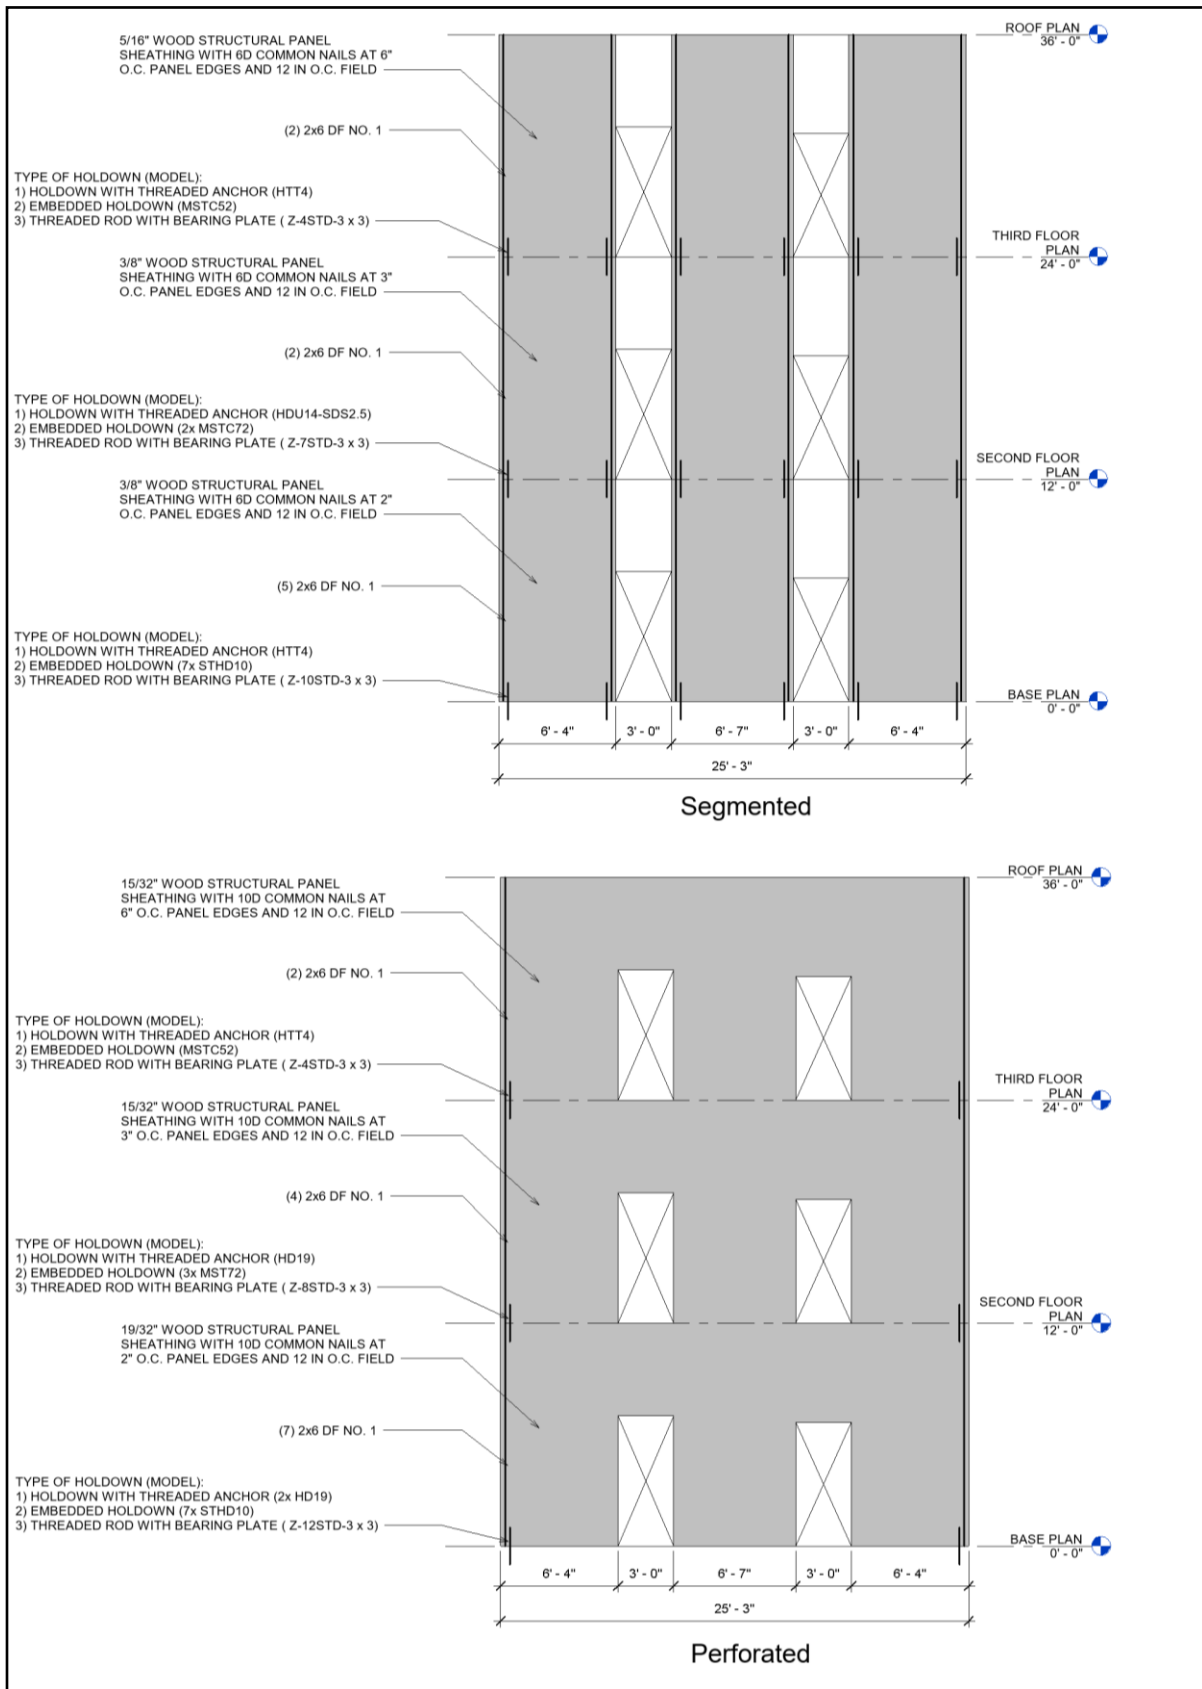 ROOF PLAN
36' - 0"
5/16" WOOD STRUCTURAL PANEL
SHEATHING WITH 6D COMMON NAILS AT 6"
O.C. PANEL EDGES AND 12 IN O.C. FIELD
(2) 2x6 DF NO. 1
TYPE OF HOLDOWN (MODEL):
1) HOLDOWN WITH THREADED ANCHOR (HTT4)
2) EMBEDDED HOLDOWN (MSTC52)
3) THREADED ROD WITH BEARING PLATE ( Z-4STD-3 x 3)
THIRD FLOOR
PLAN
24' - 0"
3/8" WOOD STRUCTURAL PANEL
SHEATHING WITH 6D COMMON NAILS AT 3"
O.C. PANEL EDGES AND 12 IN O.C. FIELD
(2) 2x6 DF NO. 1
TYPE OF HOLDOWN (MODEL):
1) HOLDOWN WITH THREADED ANCHOR (HDU14-SDS2.5)
2) EMBEDDED HOLDOWN (2x MSTC72)
3) THREADED ROD WITH BEARING PLATE ( Z-7STD-3 x 3)
SECOND FLOOR
PLAN
12' - 0"
3/8" WOOD STRUCTURAL PANEL
SHEATHING WITH 6D COMMON NAILS AT 2"
O.C. PANEL EDGES AND 12 IN O.C. FIELD
(5) 2x6 DF NO. 1
TYPE OF HOLDOWN (MODEL):
1) HOLDOWN WITH THREADED ANCHOR (HTT4)
2) EMBEDDED HOLDOWN (7x STHD10)
3) THREADED ROD WITH BEARING PLATE ( Z-10STD-3 x 3)
BASE PLAN
0' - 0"
6' - 4" 3' - 0" 6' - 7" 3' - 0" 6' - 4"
25' - 3"
Segmented
ROOF PLAN
36' - 0"
15/32" WOOD STRUCTURAL PANEL
SHEATHING WITH 10D COMMON NAILS AT
6" O.C. PANEL EDGES AND 12 IN O.C. FIELD
(2) 2x6 DF NO. 1
TYPE OF HOLDOWN (MODEL):
1) HOLDOWN WITH THREADED ANCHOR (HTT4)
2) EMBEDDED HOLDOWN (MSTC52)
3) THREADED ROD WITH BEARING PLATE ( Z-4STD-3 x 3)
THIRD FLOOR
PLAN
24' - 0"
15/32" WOOD STRUCTURAL PANEL
SHEATHING WITH 10D COMMON NAILS AT
3" O.C. PANEL EDGES AND 12 IN O.C. FIELD
(4) 2x6 DF NO. 1
TYPE OF HOLDOWN (MODEL):
1) HOLDOWN WITH THREADED ANCHOR (HD19)
2) EMBEDDED HOLDOWN (3x MST72)
3) THREADED ROD WITH BEARING PLATE ( Z-8STD-3 x 3)
SECOND FLOOR
PLAN
12' - 0"
19/32" WOOD STRUCTURAL PANEL
SHEATHING WITH 10D COMMON NAILS AT
2" O.C. PANEL EDGES AND 12 IN O.C. FIELD
(7) 2x6 DF NO. 1
TYPE OF HOLDOWN (MODEL):
1) HOLDOWN WITH THREADED ANCHOR (2x HD19)
2) EMBEDDED HOLDOWN (7x STHD10)
3) THREADED ROD WITH BEARING PLATE ( Z-12STD-3 x 3)
BASE PLAN
0' - 0"
6' - 4" 3' - 0" 6' - 7" 3' - 0" 6' - 4"
25' - 3"
Perforated